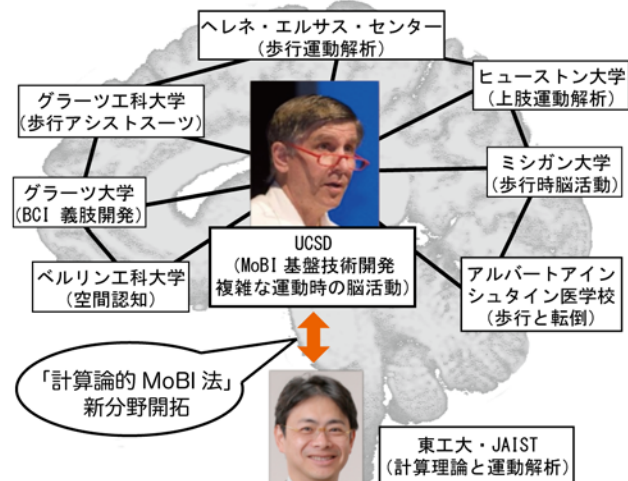 ヘレネ・エルサス・センター
(歩行運動解析)
グラーツ工科大学
(歩行アシストスーツ)
ヒューストン大学
(上肢運動解析)
グラーツ大学
(BCI 義肢開発)
ミシガン大学
(歩行時脳活動)
UCSD
(MoBI 基盤技術開発
複雑な運動時の脳活動)
ベルリン工科大学
(空間認知)
アルバートアイン
シュタイン医学校
(歩行と転倒)
「計算論的 MoBI 法」
新分野開拓
東工大・JAIST
(計算理論と運動解析)